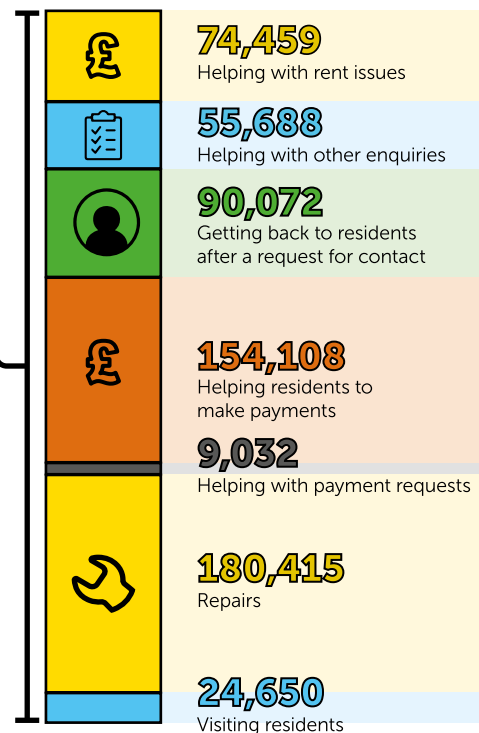 £
74,459
Helping with rent issues
55,688
Helping with other enquiries
90,072
Getting back to residents
after a request for contact
£
154,108
Helping residents to
make payments
9,032
Helping with payment requests
180,415
Repairs
24,650
Visiting residents